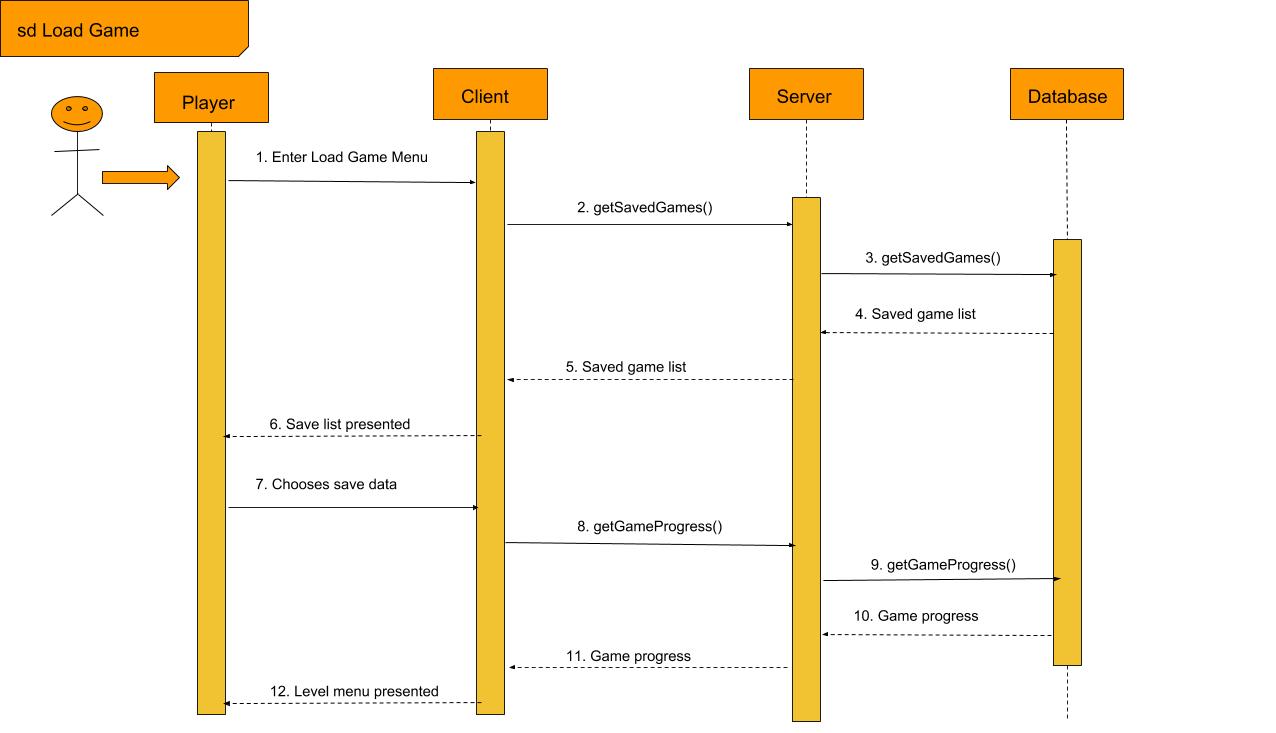 sd Load Game
Player
Client
Server
Database
1. Enter Load Game Menu
2. getSavedGames()
3. getSavedGames()
4. Saved game list
5. Saved game list
6. Save list presented
7. Chooses save data
8. getGameProgress()
9. getGameProgress()
10. Game progress
11. Game progress
12. Level menu presented